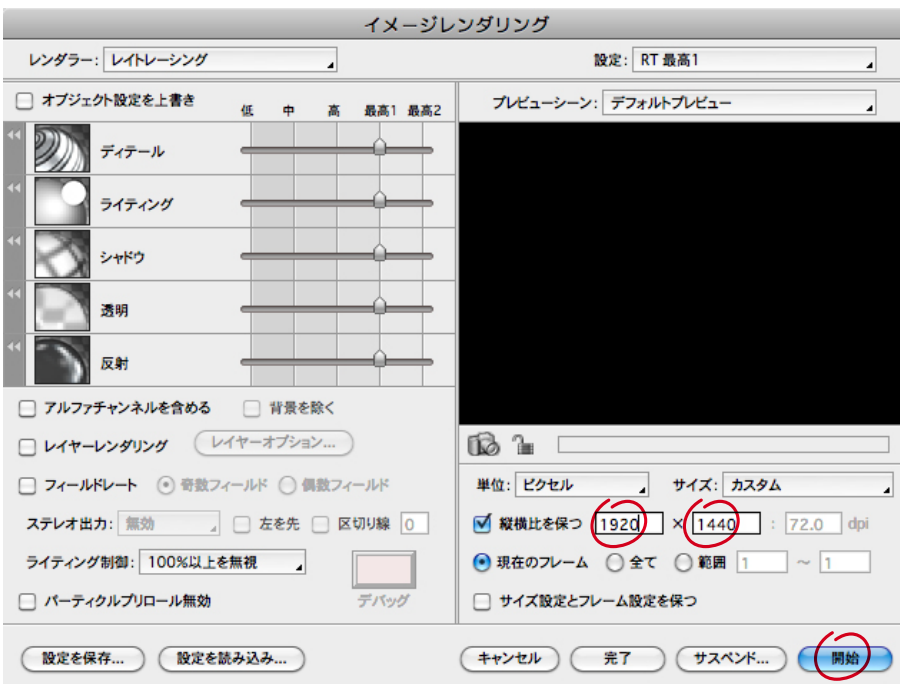 イメージレンダリング
レンダラー: レイトレーシング
設定: RT 最高1
オブジェクト設定を上書き
低 中 高 最高1 最高2
ディテール
ライティング
シャドウ
透明
反射
アルファチャンネルを含める 背景を除く
レイヤーレンダリング レイヤーオプション...
フィールドレート 奇数フィールド 偶数フィールド
ステレオ出力: 無効 左を先 区切り線 0
ライティング制御: 100%以上を無視
デバッグ
パーティクルプリロール無効
プレビューシーン: デフォルトプレビュー
単位: ピクセル サイズ: カスタム
縦横比を保つ 1920 × 1440 : 72.0 dpi
現在のフレーム 全て 範囲 1 ~ 1
サイズ設定とフレーム設定を保つ
設定を保存... 設定を読み込み... キャンセル 完了 サスペンド... 開始